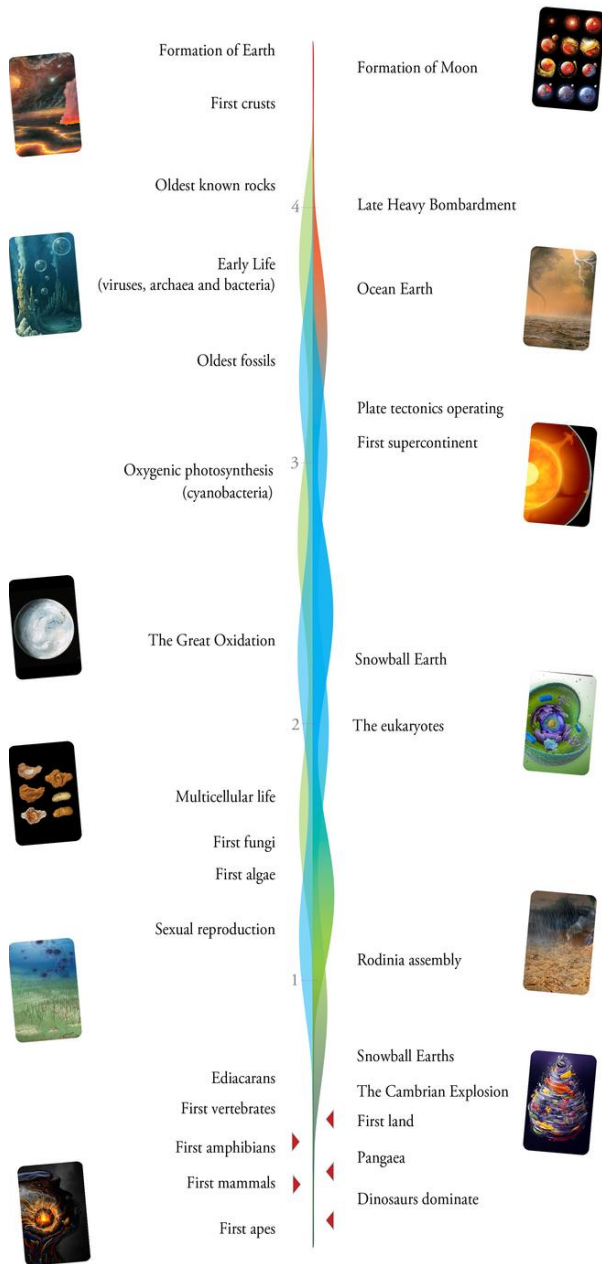 Formation of Earth
Formation of Moon
First crusts
Oldest known rocks
4
Late Heavy Bombardment
Early Life
(viruses, archaea and bacteria)
Ocean Earth
Oldest fossils
Plate tectonics operating
First supercontinent
3
Oxygenic photosynthesis
(cyanobacteria)
The Great Oxidation
Snowball Earth
2
The eukaryotes
Multicellular life
First fungi
First algae
Sexual reproduction
Rodinia assembly
1
Snowball Earths
Ediacarans
The Cambrian Explosion
First vertebrates
First land
First amphibians
Pangaea
First mammals
Dinosaurs dominate
First apes